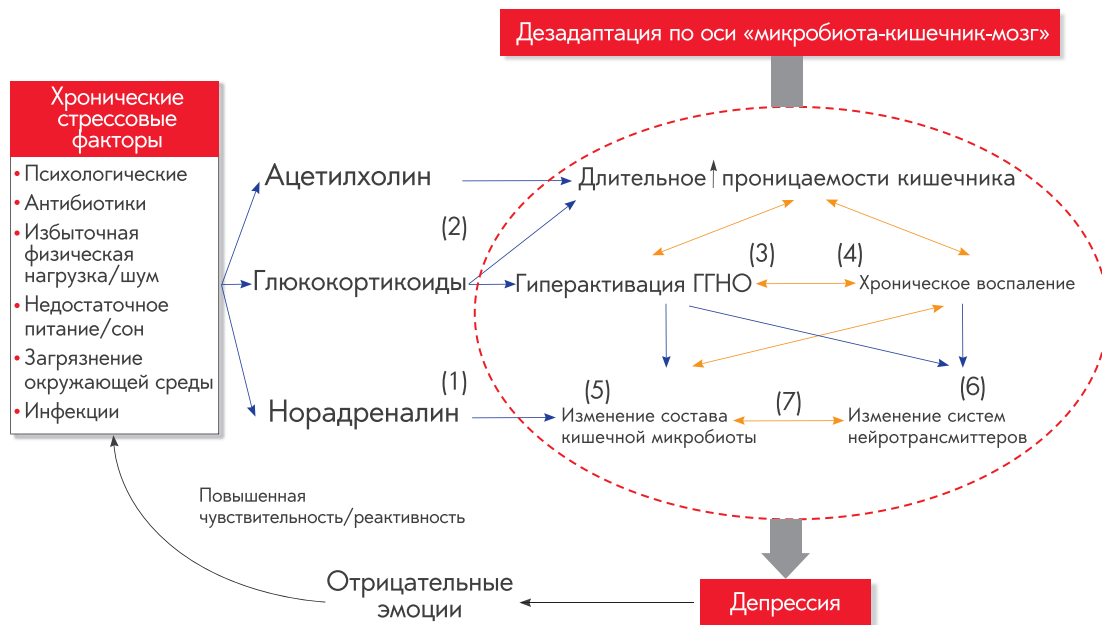 Дезадаптация по оси «микробиота-кишечник-мозг»
Хронические
стрессовые
факторы
• Психологические
• Антибиотики
• Избыточная
физическая
нагрузка/шум
• Недостаточное
питание/сон
• Загрязнение
окружающей среды
• Инфекции
Ацетилхолин
Длительное ↑ проницаемости кишечника
(2)
(3)
(4)
Глюкокортикоиды
Гиперактивация ГГНО
Хроническое воспаление
(1)
(5)
(6)
(7)
Норадреналин
Изменение состава
кишечной микробиоты
Изменение систем
нейротрансмиттеров
Повышенная
чувствительность/реактивность
Отрицательные
эмоции
Депрессия